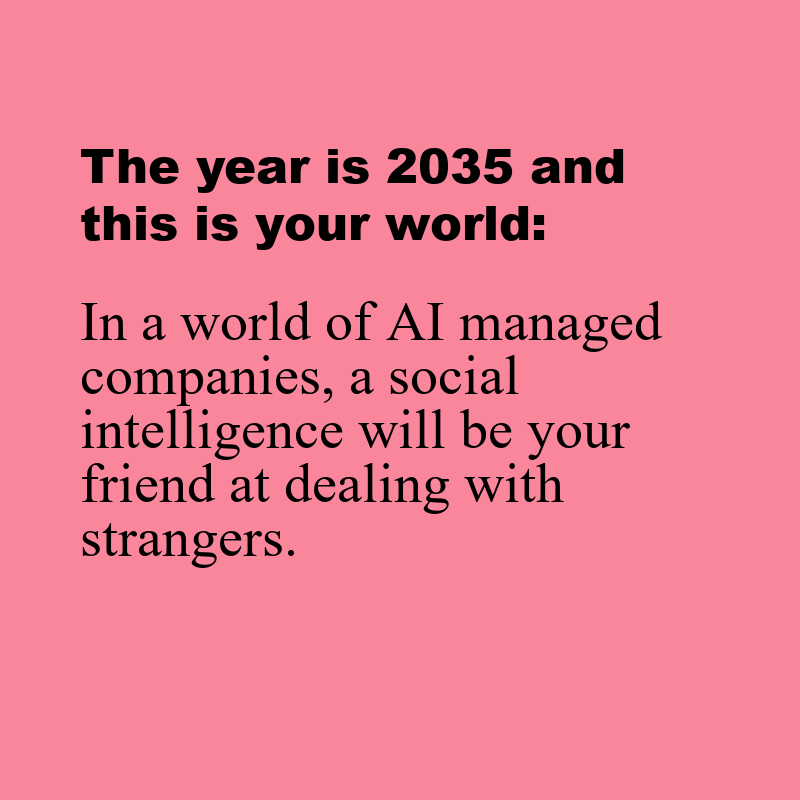 The year is 2035 and
this is your world:
In a world of AI managed
companies, a social
intelligence will be your
friend at dealing with
strangers.